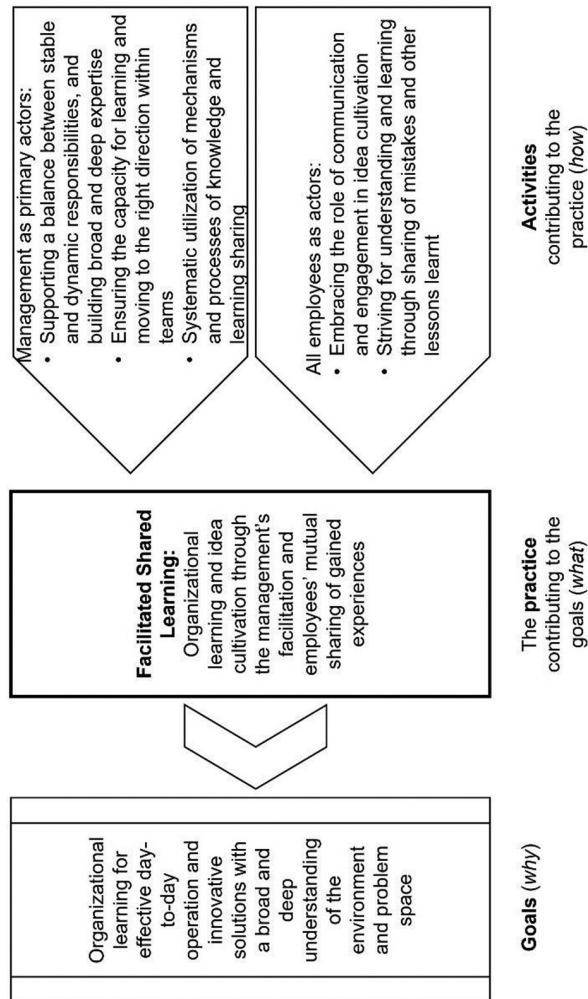 Organizational
learning for
effective day-
to-day
operation and
innovative
solutions with
a broad and
deep
understanding
of the
environment
and problem
space
Goals (why)
Facilitated Shared
Learning:
Organizational
learning and idea
cultivation through
the management's
facilitation and
employees' mutual
sharing of gained
experiences
The practice
contributing to the
goals (what)
Management as primary actors:
• Supporting a balance between stable
and dynamic responsibilities, and
building broad and deep expertise
• Ensuring the capacity for learning and
moving to the right direction within
teams
• Systematic utilization of mechanisms
and processes of knowledge and
learning sharing
All employees as actors:
• Embracing the role of communication
and engagement in idea cultivation
• Striving for understanding and learning
through sharing of mistakes and other
lessons learnt
Activities
contributing to the
practice (how)